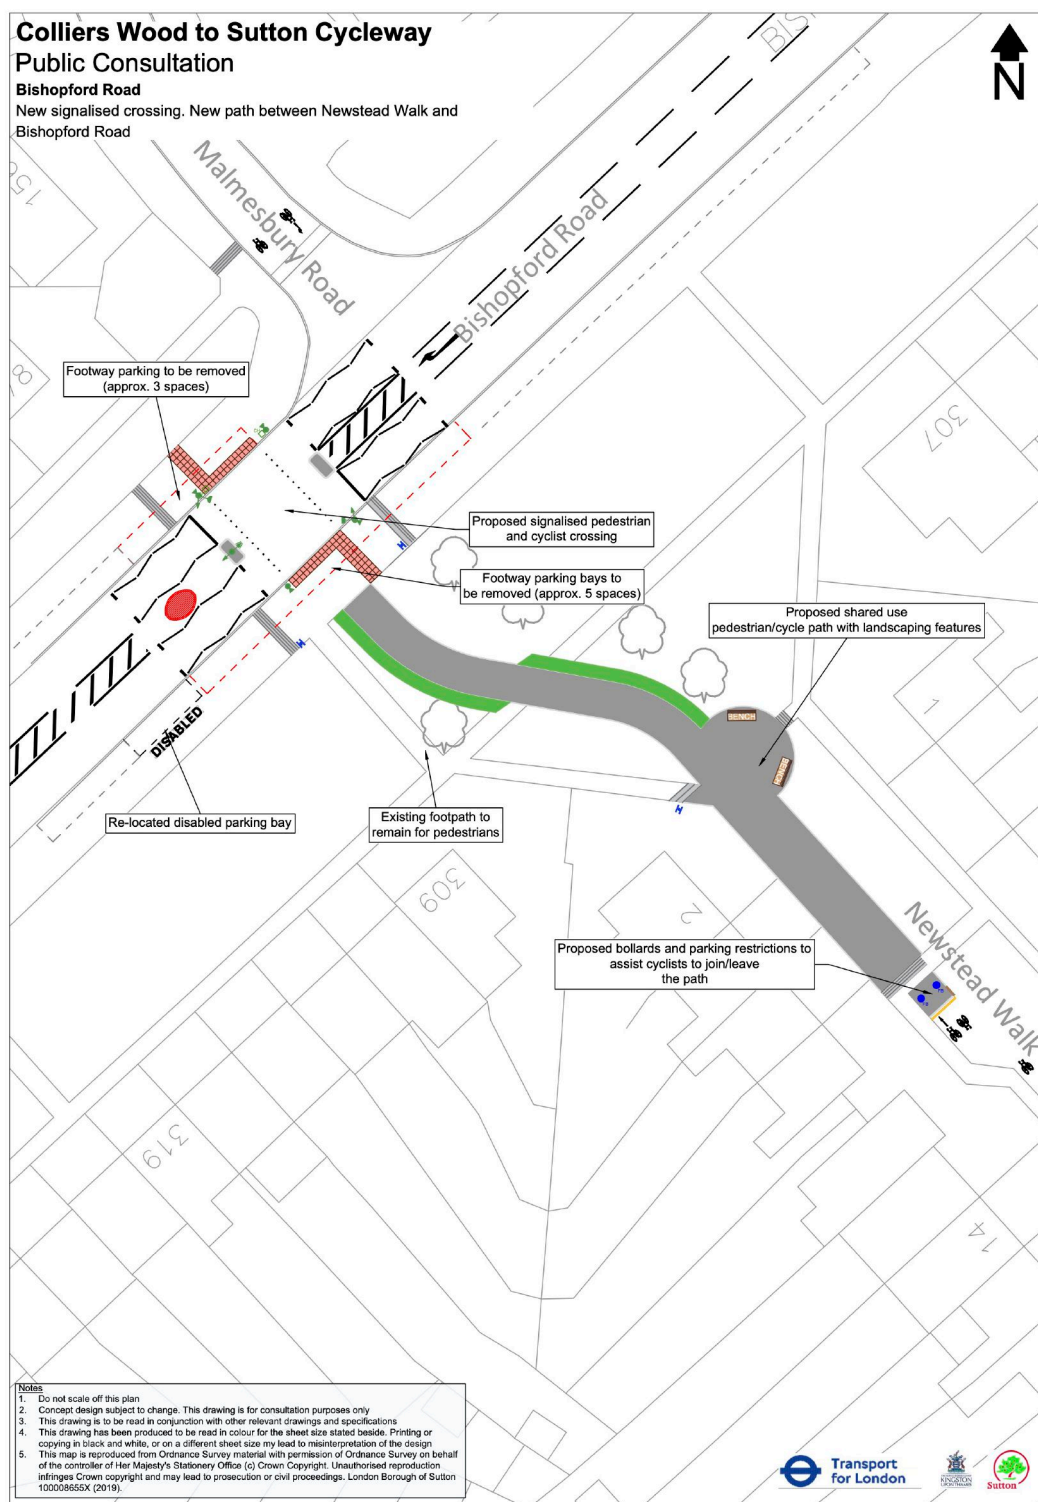 Colliers Wood to Sutton Cycleway
Public Consultation
Bishopford Road
New signalised crossing. New path between Newstead Walk and
Bishopford Road
N
BIS
156
Malmesbury Road
Bishopford Road
Footway parking to be removed
(approx. 3 spaces)
307
Proposed signalised pedestrian
and cyclist crossing
Footway parking bays to
be removed (approx. 5 spaces)
Proposed shared use
pedestrian/cycle path with landscaping features
1
BENCH
BENCH
DISABLED
Re-located disabled parking bay
Existing footpath to
remain for pedestrians
309
2
Newstead Walk
Proposed bollards and parking restrictions to
assist cyclists to join/leave
the path
319
14
Notes
1. Do not scale off this plan
2. Concept design subject to change. This drawing is for consultation purposes only
3. This drawing is to be read in conjunction with other relevant drawings and specifications
4. This drawing has been produced to be read in colour for the sheet size stated beside. Printing or
copying in black and white, or on a different sheet size my lead to misinterpretation of the design
5. This map is reproduced from Ordnance Survey material with permission of Ordnance Survey on behalf
of the controller of Her Majesty's Stationery Office (c) Crown Copyright. Unauthorised reproduction
infringes Crown copyright and may lead to prosecution or civil proceedings. London Borough of Sutton
100008655X (2019).
Transport
for London
KINGSTON
UPON THAMES
Sutton